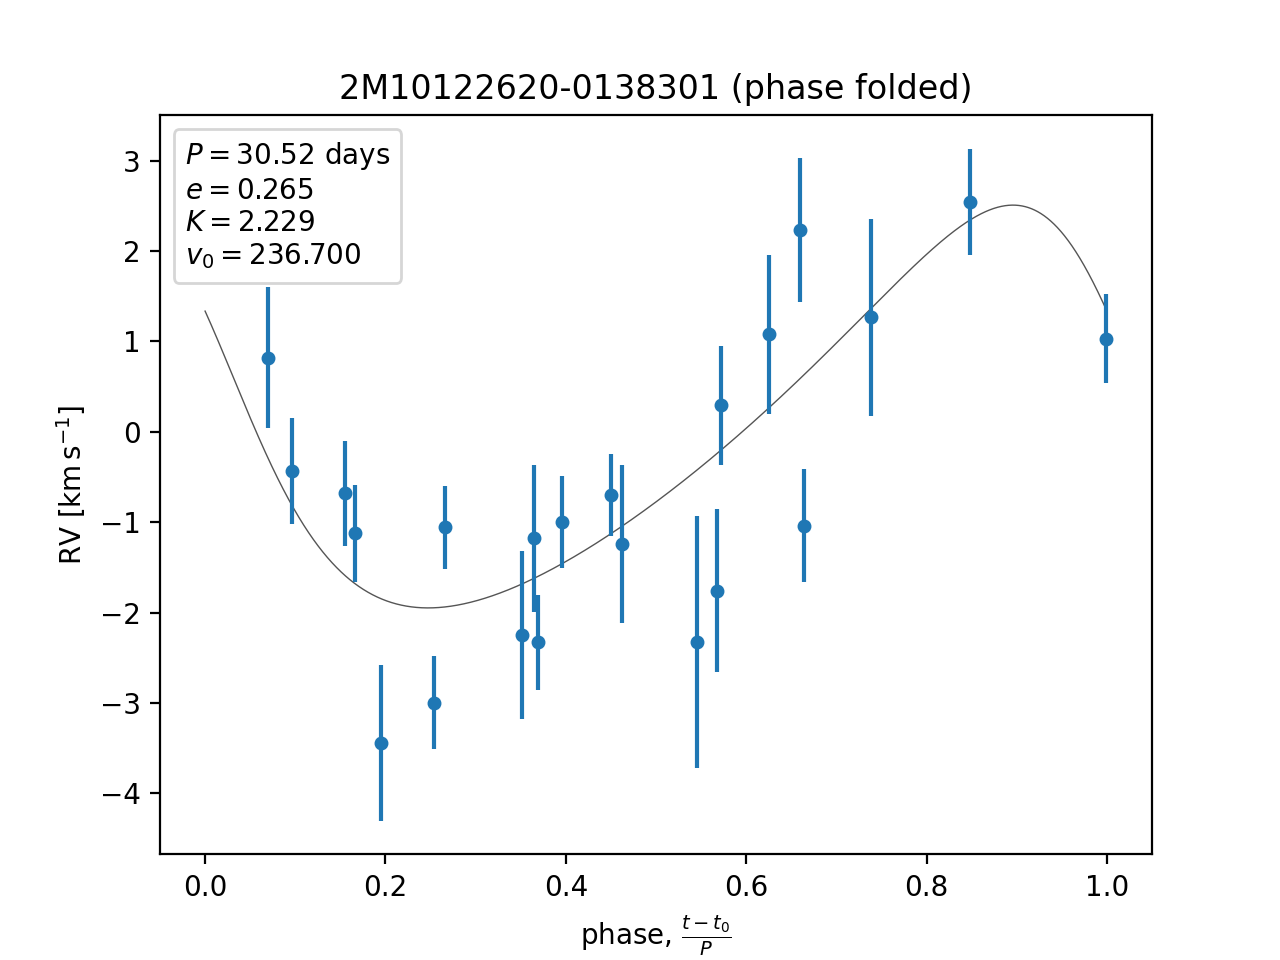 2M10122620-0138301 (phase folded)
P = 30.52 days
e = 0.265
K = 2.229
v₀ = 236.700
3
2
1
0
−1
−2
−3
−4
RV [km s⁻¹]
0.0 0.2 0.4 0.6 0.8 1.0
phase, (t − t₀)/P